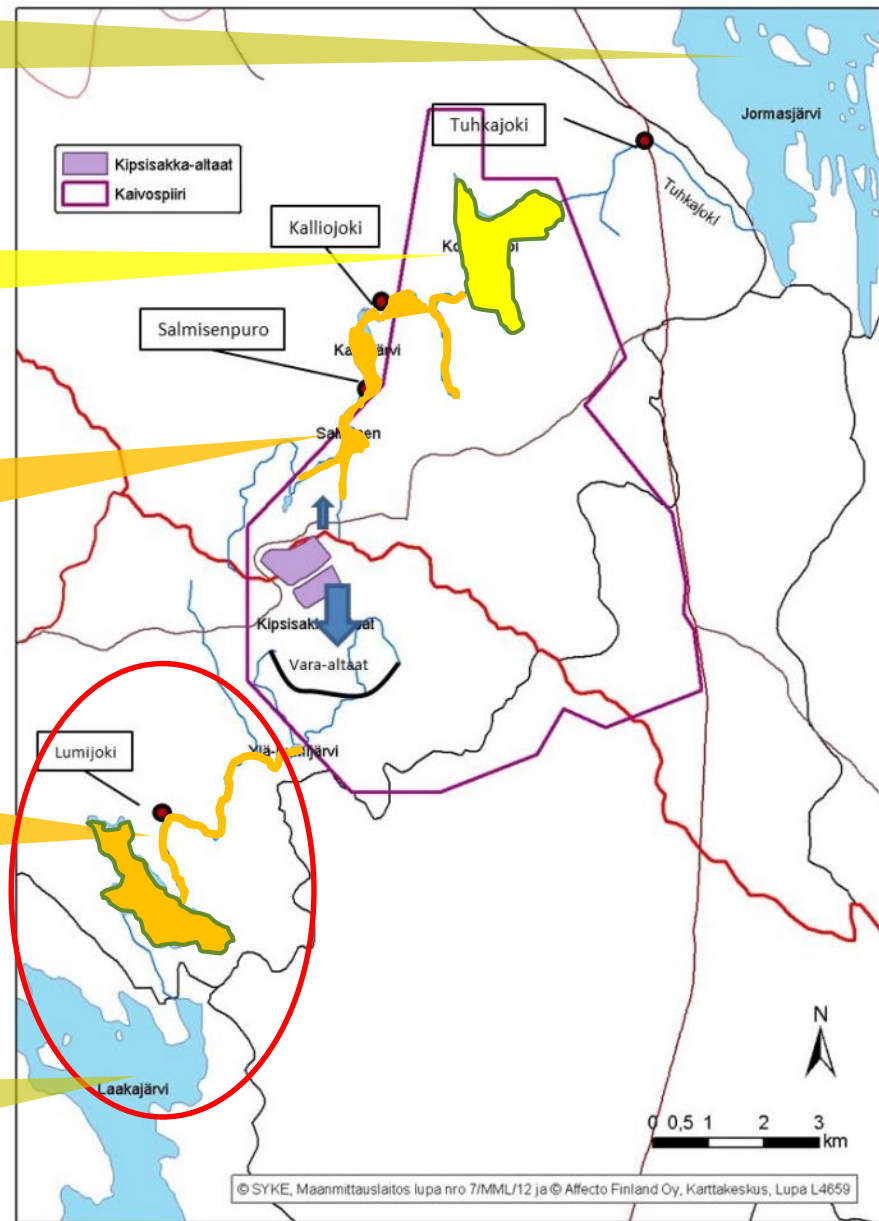 Jormasjärvi
Tuhkajoki
Kipsisakka-altaat
Kaivospiiri
Tuhkajoki
Kalliojoki
Salmisenpuro
Vara-altaat
Lumijoki
Laakajärvi
N
0 0,5 1 2 3
km
© SYKE, Maanmittauslaitos lupa nro 7/MML/12 ja © Affecto Finland Oy, Karttakeskus, Lupa L4659